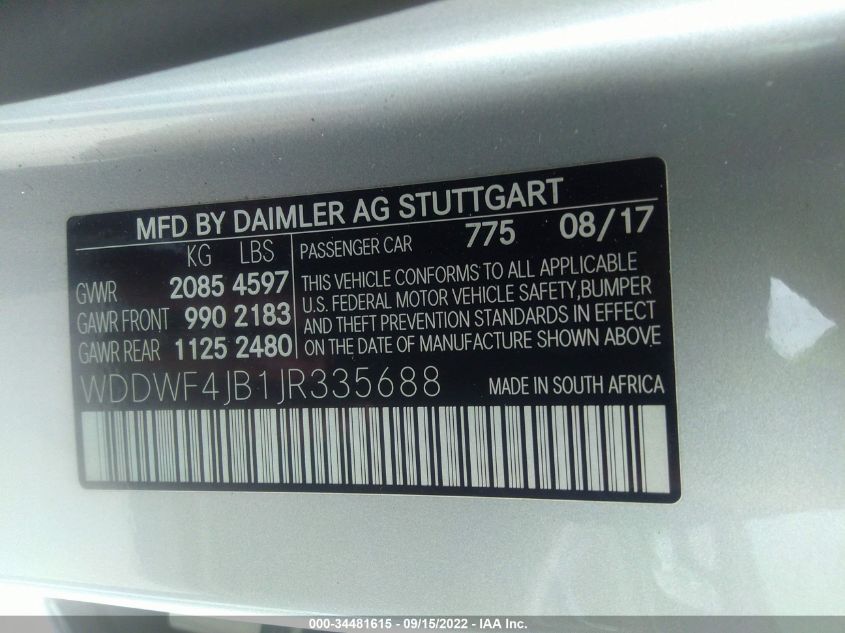 MFD BY DAIMLER AG STUTTGART
KG LBS
PASSENGER CAR 775 08/17
GVWR 2085 4597
GAWR FRONT 990 2183
GAWR REAR 1125 2480
THIS VEHICLE CONFORMS TO ALL APPLICABLE
U.S. FEDERAL MOTOR VEHICLE SAFETY,BUMPER
AND THEFT PREVENTION STANDARDS IN EFFECT
ON THE DATE OF MANUFACTURE SHOWN ABOVE
WDDWF4JB1JR335688 MADE IN SOUTH AFRICA
000-34481615 - 09/15/2022 - IAA Inc.